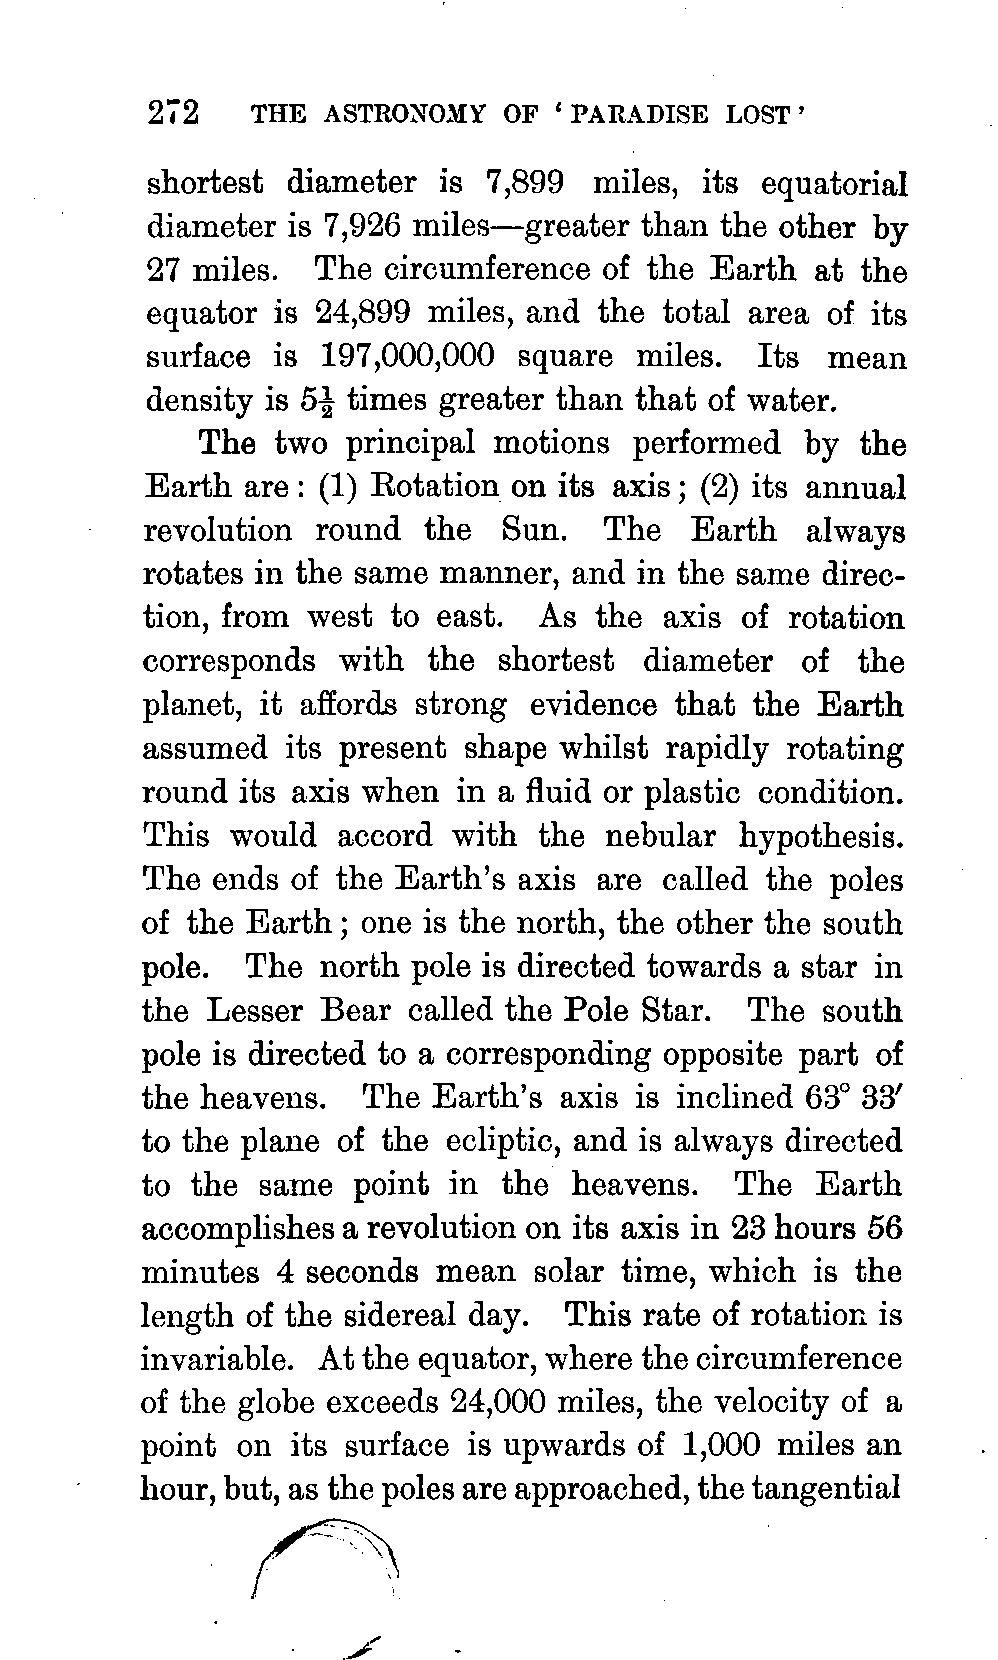 272 THE ASTRONOMY OF ‘PARADISE LOST’
shortest diameter is 7,899 miles, its equatorial
diameter is 7,926 miles—greater than the other by
27 miles. The circumference of the Earth at the
equator is 24,899 miles, and the total area of its
surface is 197,000,000 square miles. Its mean
density is 5½ times greater than that of water.
The two principal motions performed by the
Earth are: (1) Rotation on its axis; (2) its annual
revolution round the Sun. The Earth always
rotates in the same manner, and in the same direc-
tion, from west to east. As the axis of rotation
corresponds with the shortest diameter of the
planet, it affords strong evidence that the Earth
assumed its present shape whilst rapidly rotating
round its axis when in a fluid or plastic condition.
This would accord with the nebular hypothesis.
The ends of the Earth’s axis are called the poles
of the Earth; one is the north, the other the south
pole. The north pole is directed towards a star in
the Lesser Bear called the Pole Star. The south
pole is directed to a corresponding opposite part of
the heavens. The Earth’s axis is inclined 63° 33′
to the plane of the ecliptic, and is always directed
to the same point in the heavens. The Earth
accomplishes a revolution on its axis in 23 hours 56
minutes 4 seconds mean solar time, which is the
length of the sidereal day. This rate of rotation is
invariable. At the equator, where the circumference
of the globe exceeds 24,000 miles, the velocity of a
point on its surface is upwards of 1,000 miles an
hour, but, as the poles are approached, the tangential